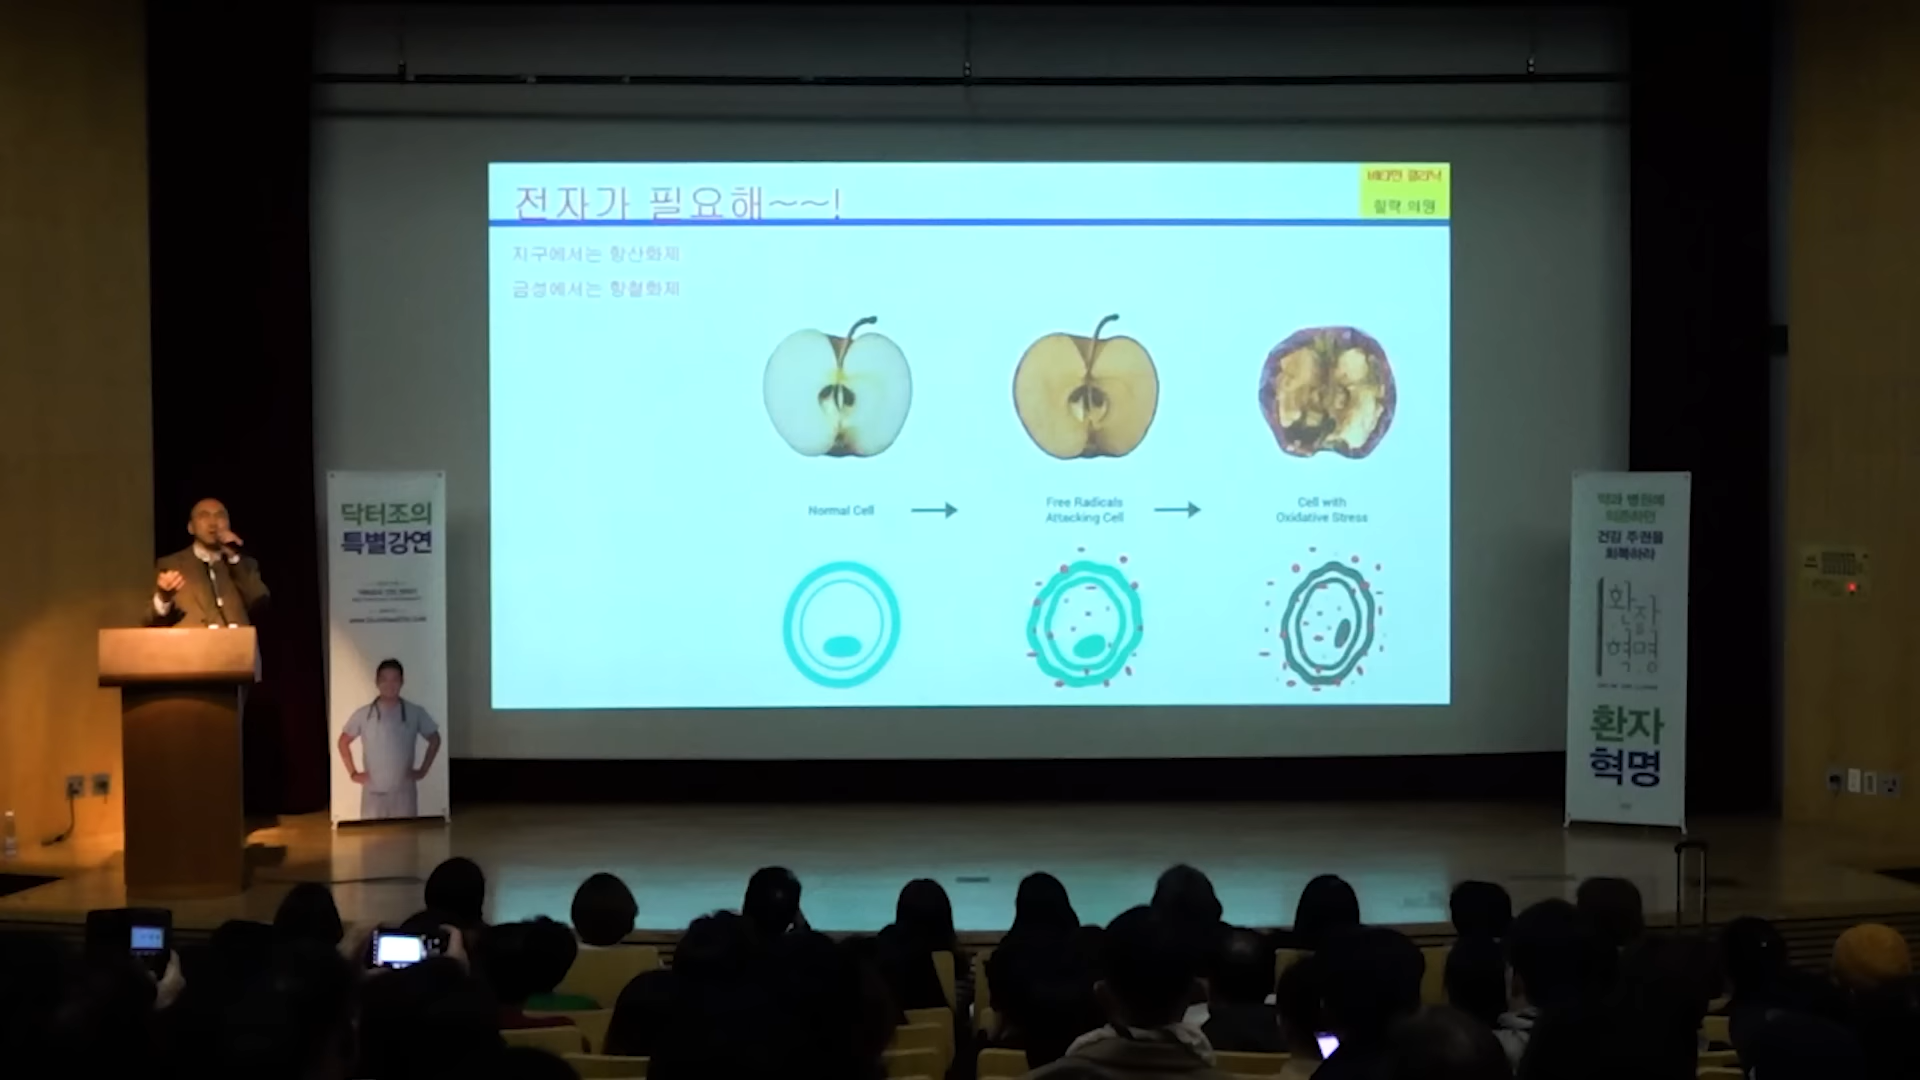 전자가 필요해~~!
비타민 클리닉
힐락 의원
지구에서는 항산화제
금성에서는 항철화제
Normal Cell
Free Radicals
Attacking Cell
Cell with
Oxidative Stress
닥터조의
특별강연
약과 병원에
의존하던
건강 주권을
회복하라
환자
혁명
환자
혁명